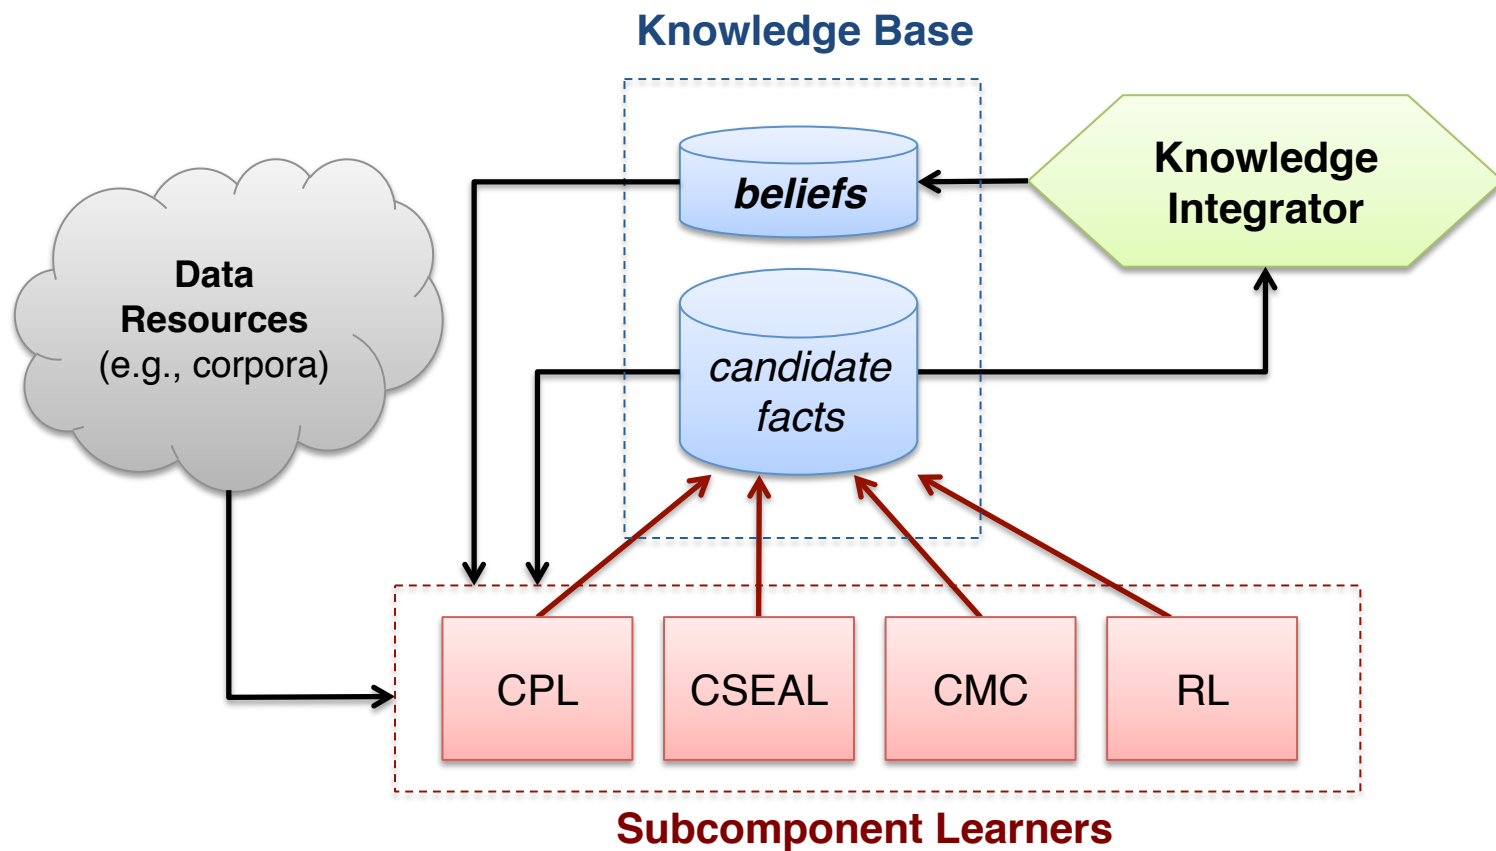 Knowledge Base
beliefs
Knowledge
Integrator
Data
Resources
(e.g., corpora)
candidate
facts
CPL
CSEAL
CMC
RL
Subcomponent Learners